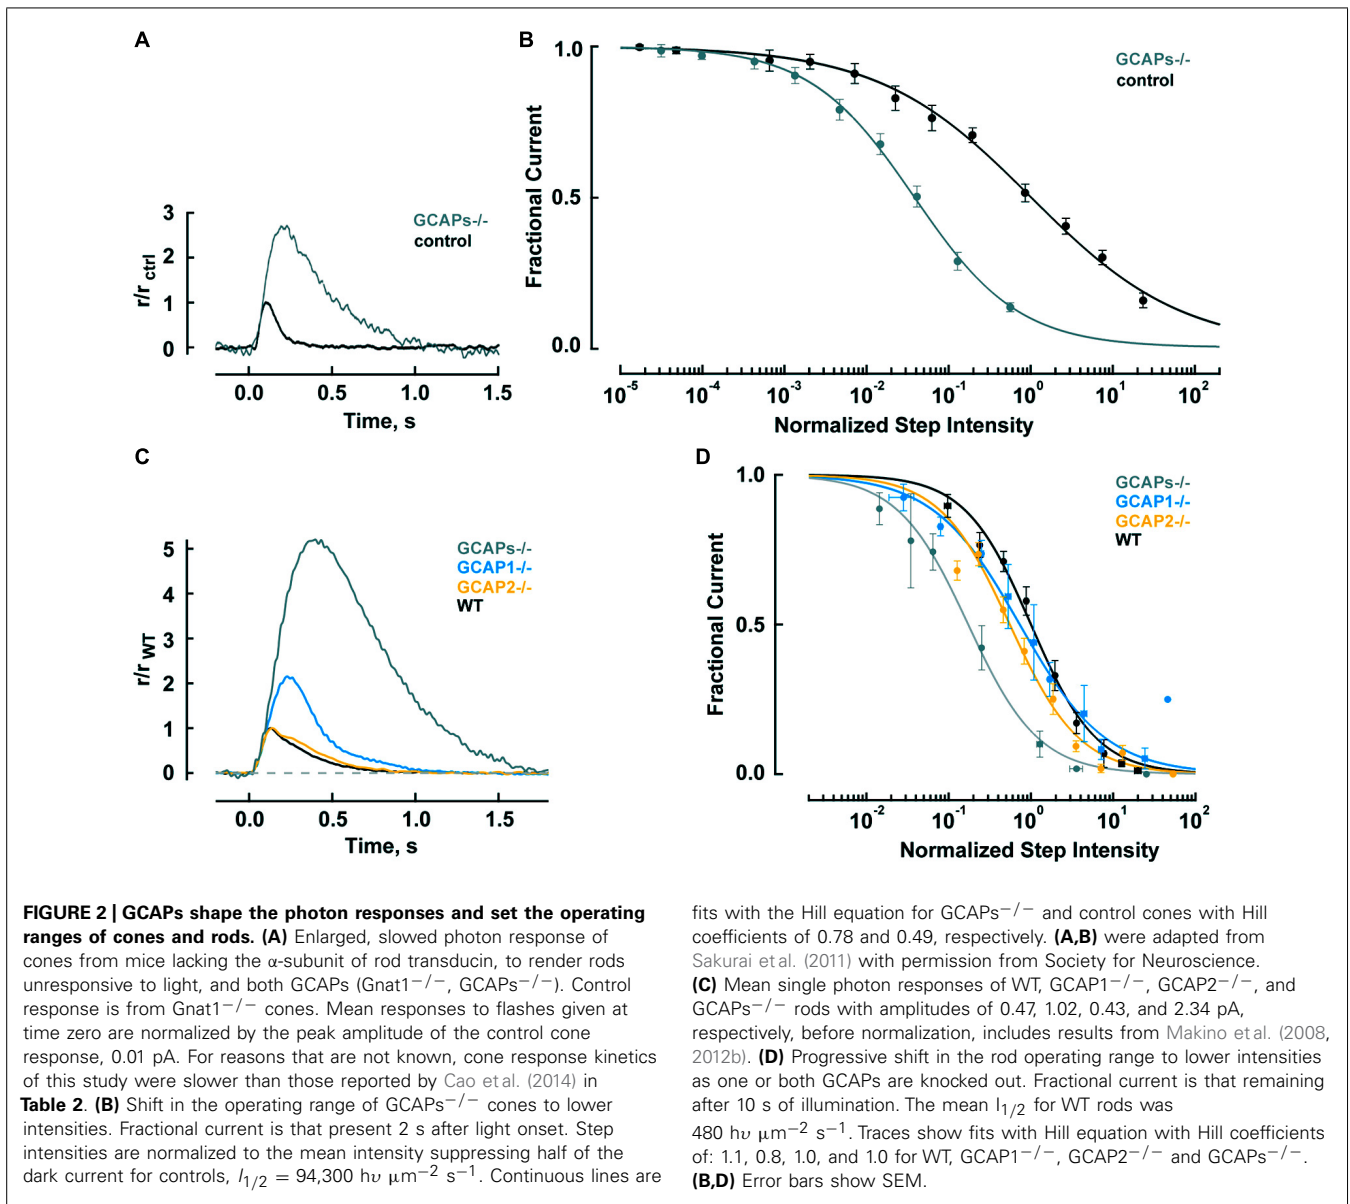 A
3
2
1
0
r/r ctrl
GCAPs-/-
control
0.0 0.5 1.0 1.5
Time, s
B
1.0
0.5
0.0
Fractional Current
GCAPs-/-
control
10-5 10-4 10-3 10-2 10-1 100 101 102
Normalized Step Intensity
C
5
4
3
2
1
0
r/r WT
GCAPs-/-
GCAP1-/-
GCAP2-/-
WT
0.0 0.5 1.0 1.5
Time, s
D
1.0
0.5
0.0
Fractional Current
GCAPs-/-
GCAP1-/-
GCAP2-/-
WT
10-2 10-1 100 101 102
Normalized Step Intensity
FIGURE 2 | GCAPs shape the photon responses and set the operating
ranges of cones and rods. (A) Enlarged, slowed photon response of
cones from mice lacking the α-subunit of rod transducin, to render rods
unresponsive to light, and both GCAPs (Gnat1−/−, GCAPs−/−). Control
response is from Gnat1−/− cones. Mean responses to flashes given at
time zero are normalized by the peak amplitude of the control cone
response, 0.01 pA. For reasons that are not known, cone response kinetics
of this study were slower than those reported by Cao et al. (2014) in
Table 2. (B) Shift in the operating range of GCAPs−/− cones to lower
intensities. Fractional current is that present 2 s after light onset. Step
intensities are normalized to the mean intensity suppressing half of the
dark current for controls, I1/2 = 94,300 hυ μm−2 s−1. Continuous lines are
fits with the Hill equation for GCAPs−/− and control cones with Hill
coefficients of 0.78 and 0.49, respectively. (A,B) were adapted from
Sakurai et al. (2011) with permission from Society for Neuroscience.
(C) Mean single photon responses of WT, GCAP1−/−, GCAP2−/−, and
GCAPs−/− rods with amplitudes of 0.47, 1.02, 0.43, and 2.34 pA,
respectively, before normalization, includes results from Makino et al. (2008,
2012b). (D) Progressive shift in the rod operating range to lower intensities
as one or both GCAPs are knocked out. Fractional current is that remaining
after 10 s of illumination. The mean I1/2 for WT rods was
480 hυ μm−2 s−1. Traces show fits with Hill equation with Hill coefficients
of: 1.1, 0.8, 1.0, and 1.0 for WT, GCAP1−/−, GCAP2−/− and GCAPs−/−.
(B,D) Error bars show SEM.